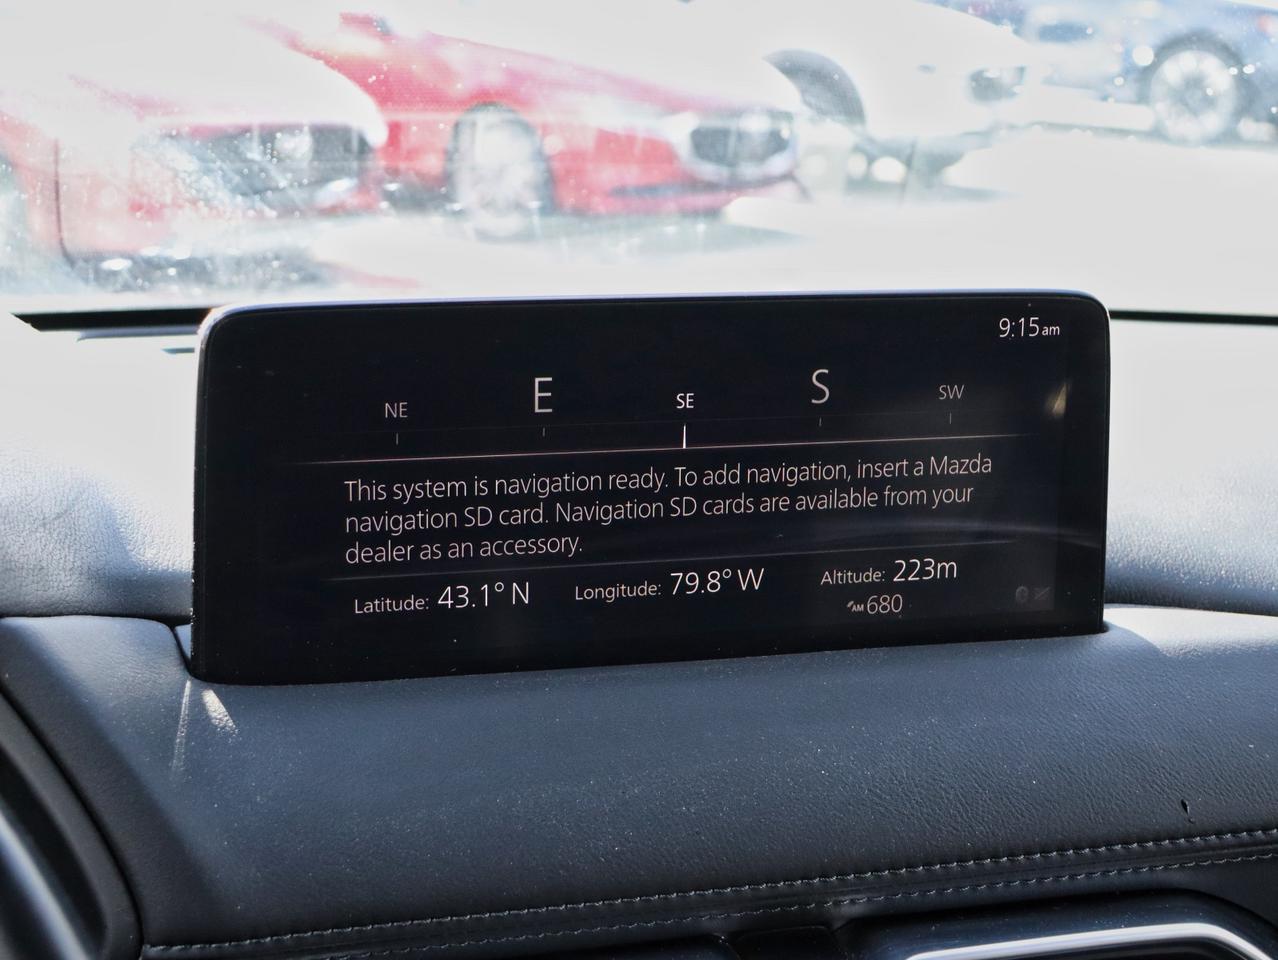 9:15am
NE E SE S SW
This system is navigation ready. To add navigation, insert a Mazda
navigation SD card. Navigation SD cards are available from your
dealer as an accessory.
Latitude: 43.1° N Longitude: 79.8° W Altitude: 223m
AM 680